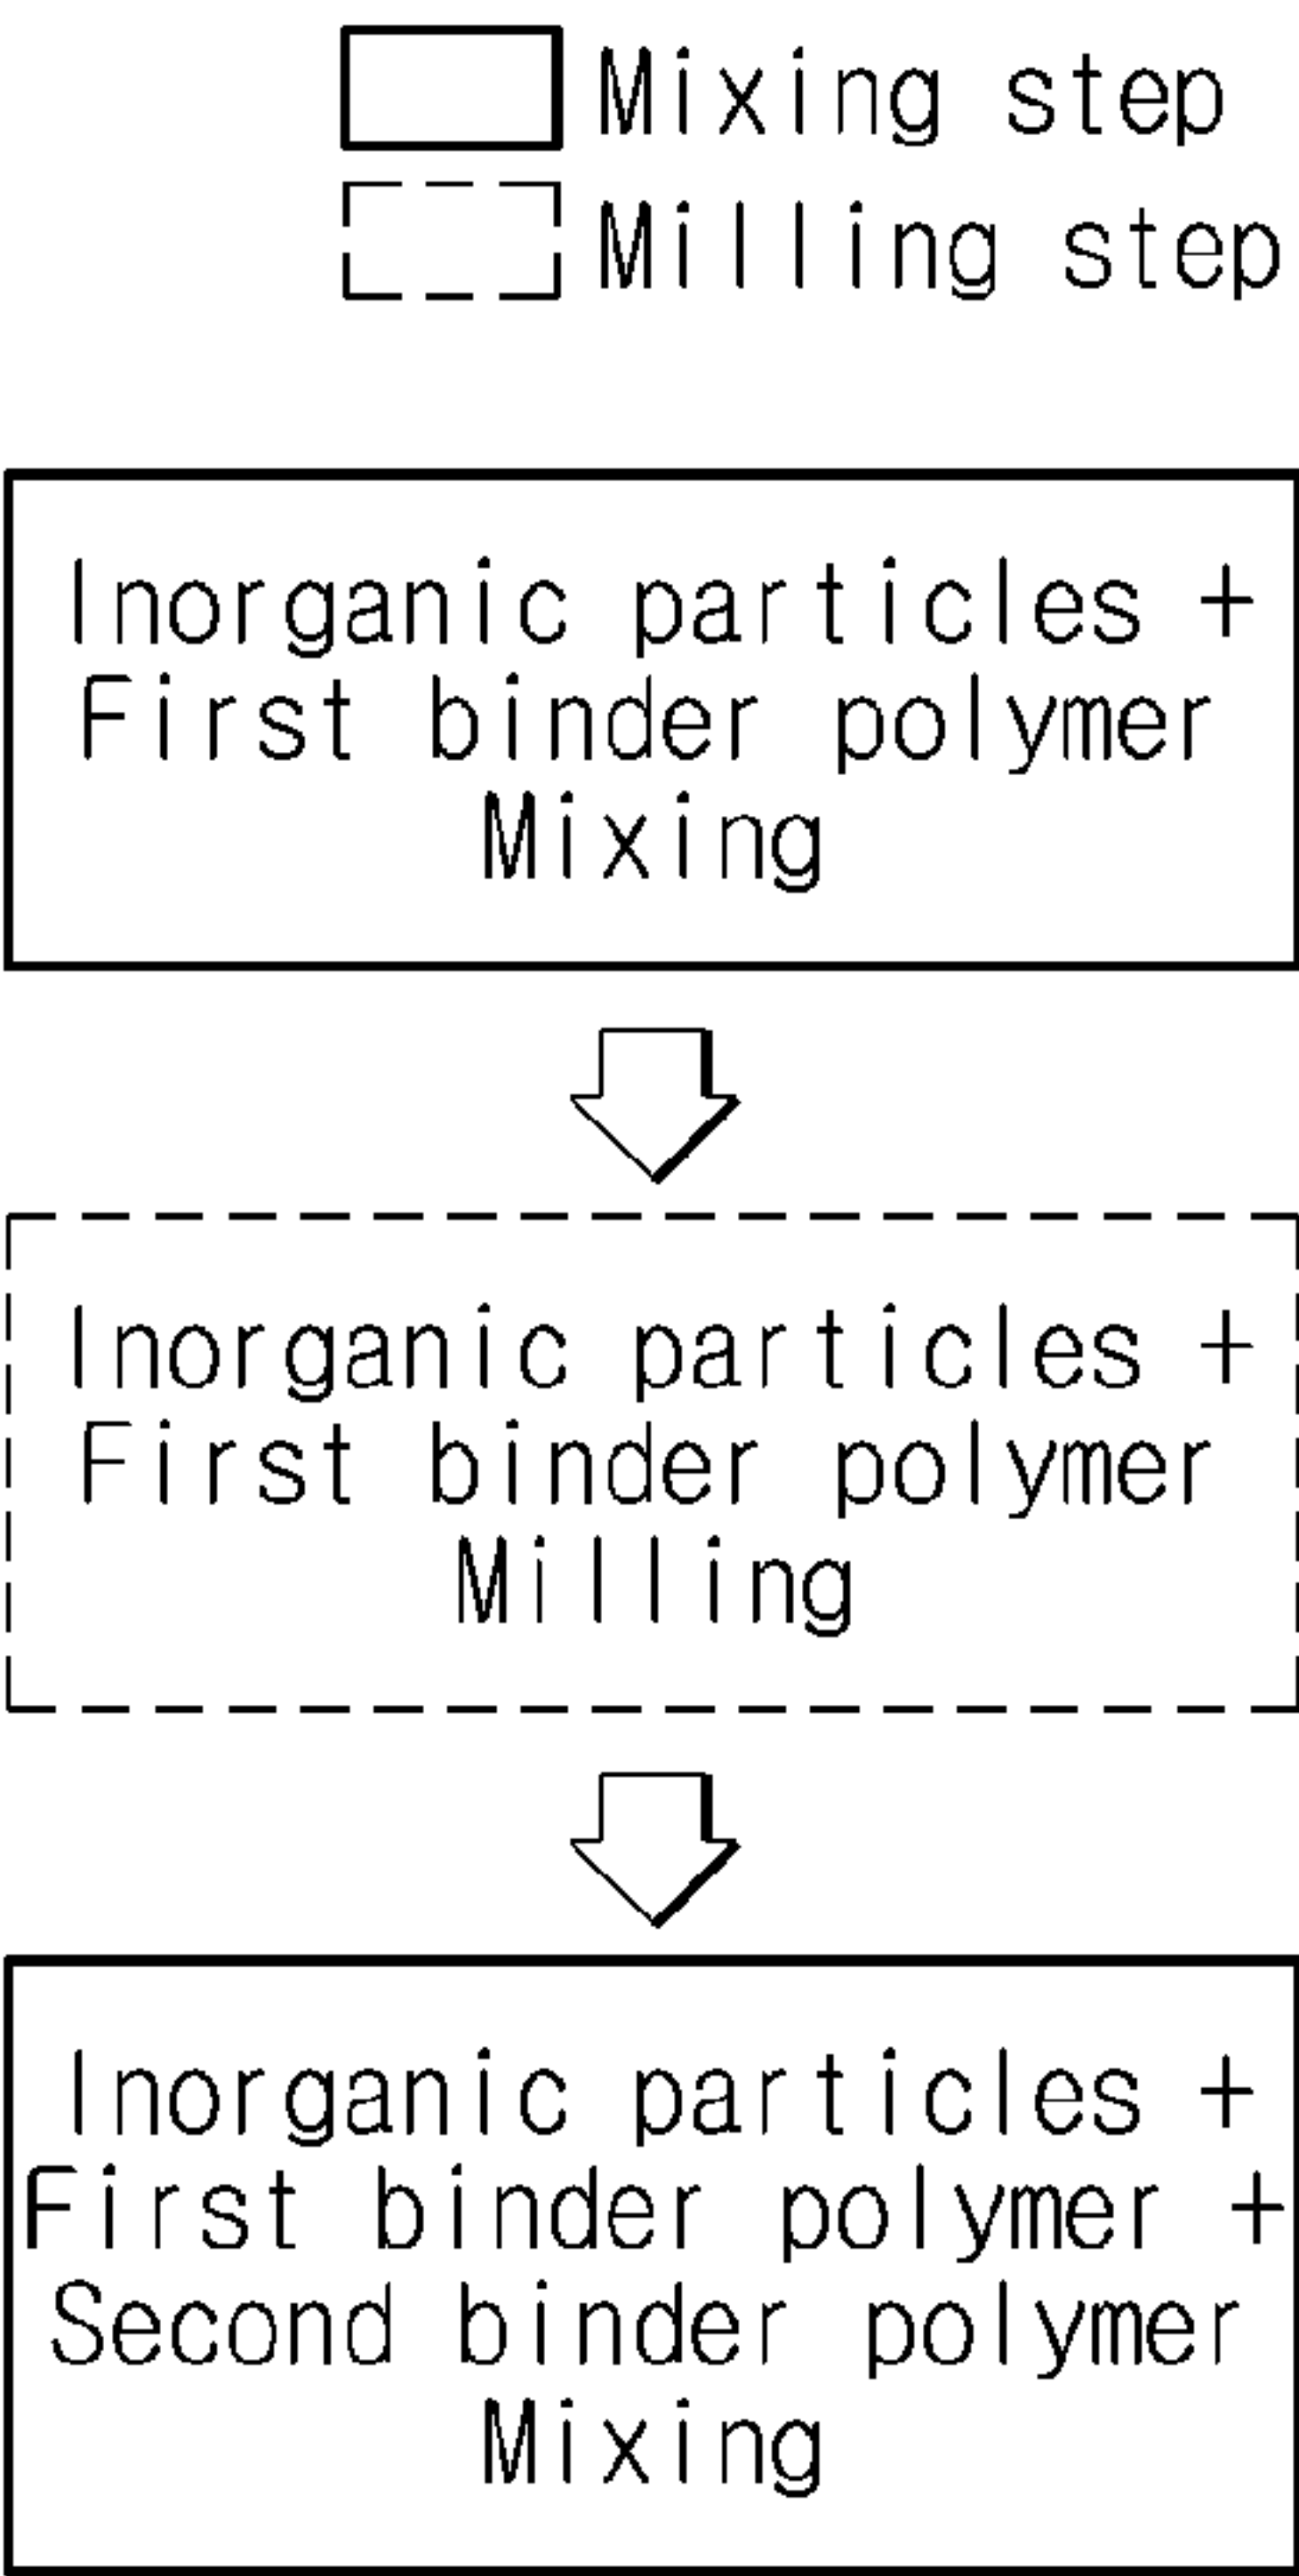 Mixing step
Milling step
Inorganic particles +
First binder polymer
Mixing
Inorganic particles +
First binder polymer
Milling
Inorganic particles +
First binder polymer +
Second binder polymer
Mixing